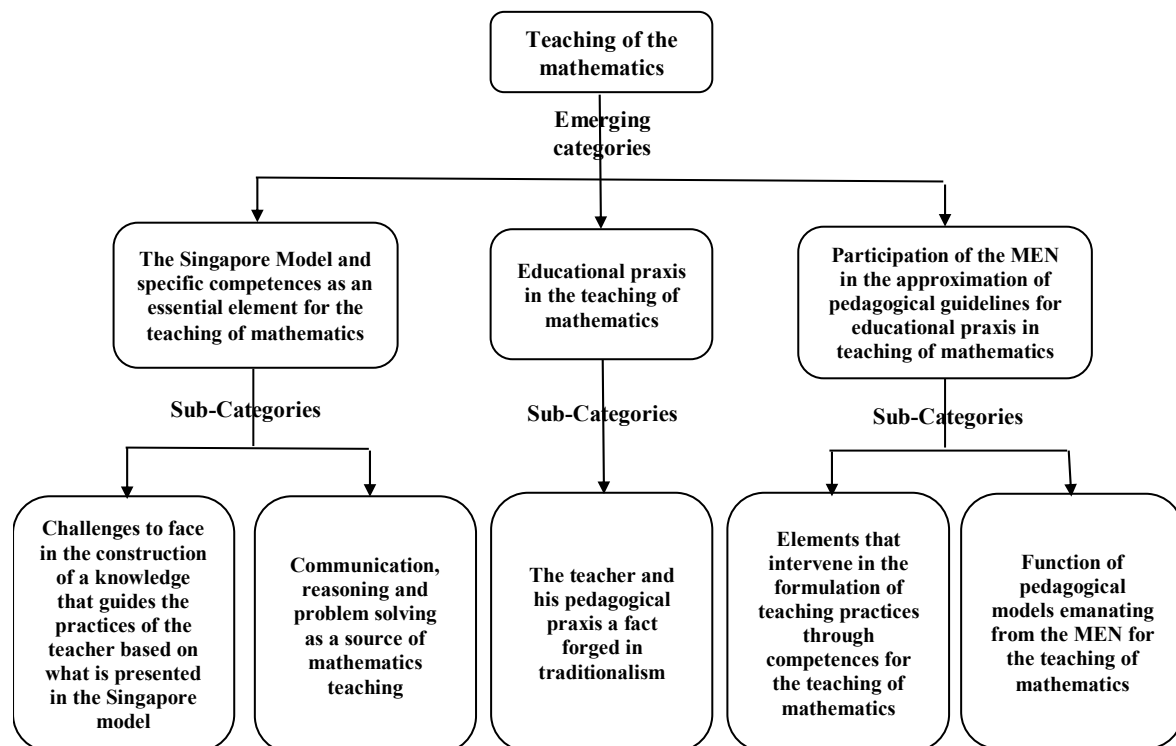 Teaching of the
mathematics
Emerging
categories
The Singapore Model and
specific competences as an
essential element for the
teaching of mathematics
Educational praxis
in the teaching of
mathematics
Participation of the MEN
in the approximation of
pedagogical guidelines for
educational praxis in
teaching of mathematics
Sub-Categories
Sub-Categories
Sub-Categories
Challenges to face
in the construction
of a knowledge
that guides the
practices of the
teacher based on
what is presented
in the Singapore
model
Communication,
reasoning and
problem solving
as a source of
mathematics
teaching
The teacher and
his pedagogical
praxis a fact
forged in
traditionalism
Elements that
intervene in the
formulation of
teaching practices
through
competences for
the teaching of
mathematics
Function of
pedagogical
models emanating
from the MEN for
the teaching of
mathematics